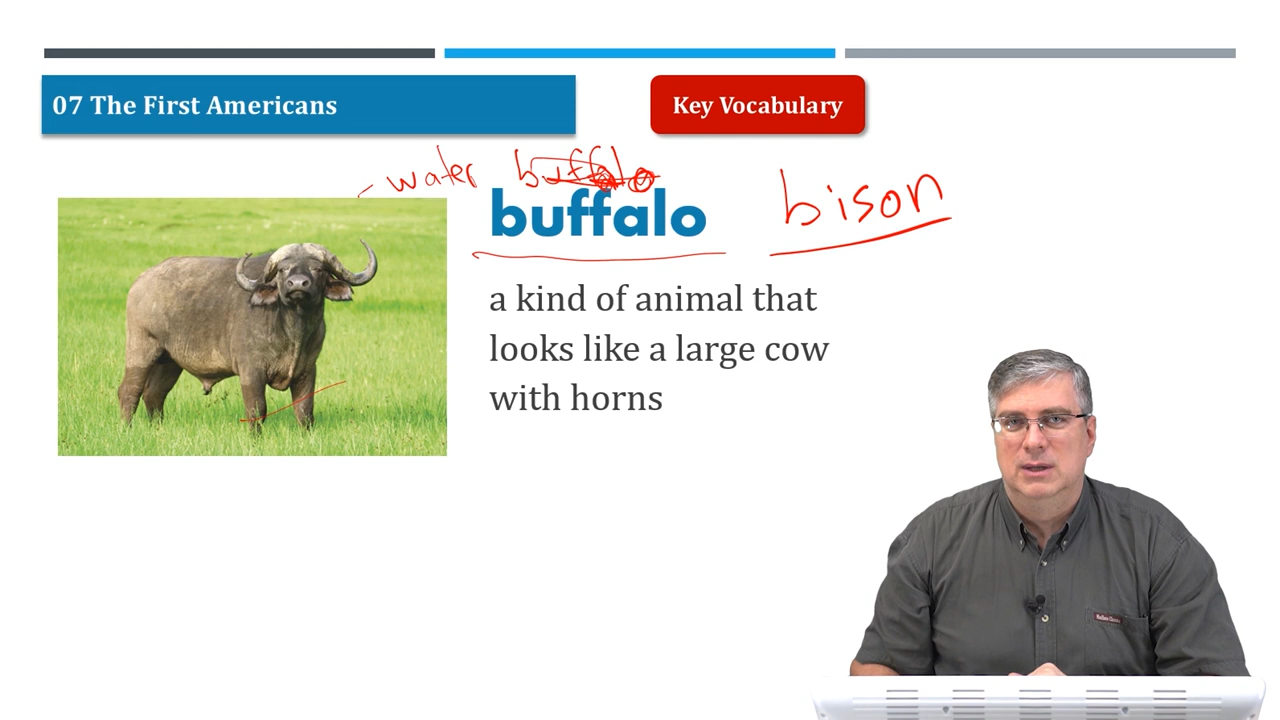 07 The First Americans
Key Vocabulary
water buffalo
buffalo
bison
a kind of animal that
looks like a large cow
with horns